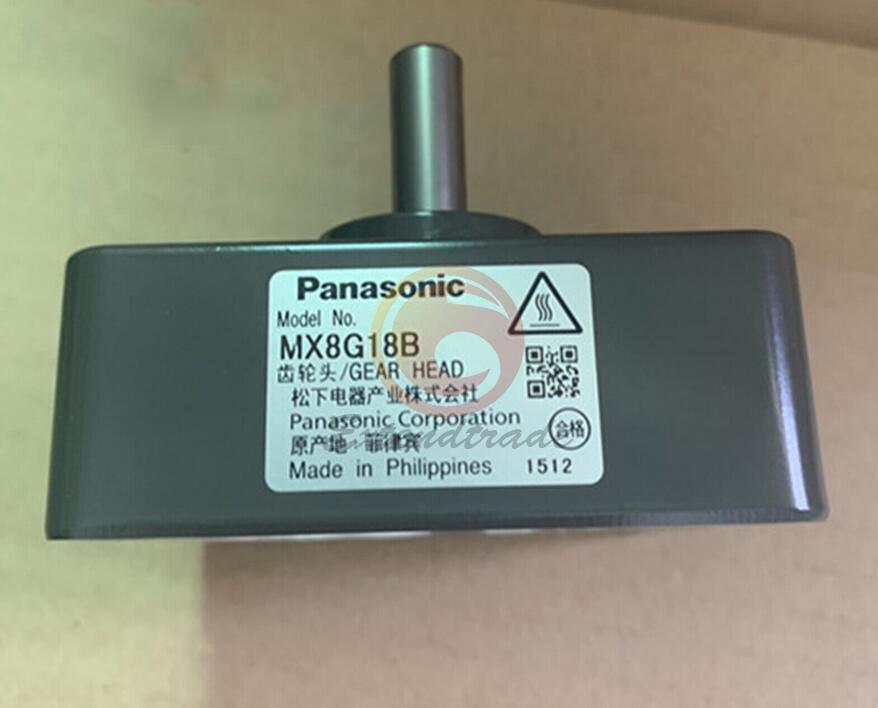 Panasonic
Model No.
MX8G18B
齿轮头/GEAR HEAD
松下电器产业株式会社
Panasonic Corporation
原产地 菲律宾
合格
Made in Philippines 1512
Extendtrade